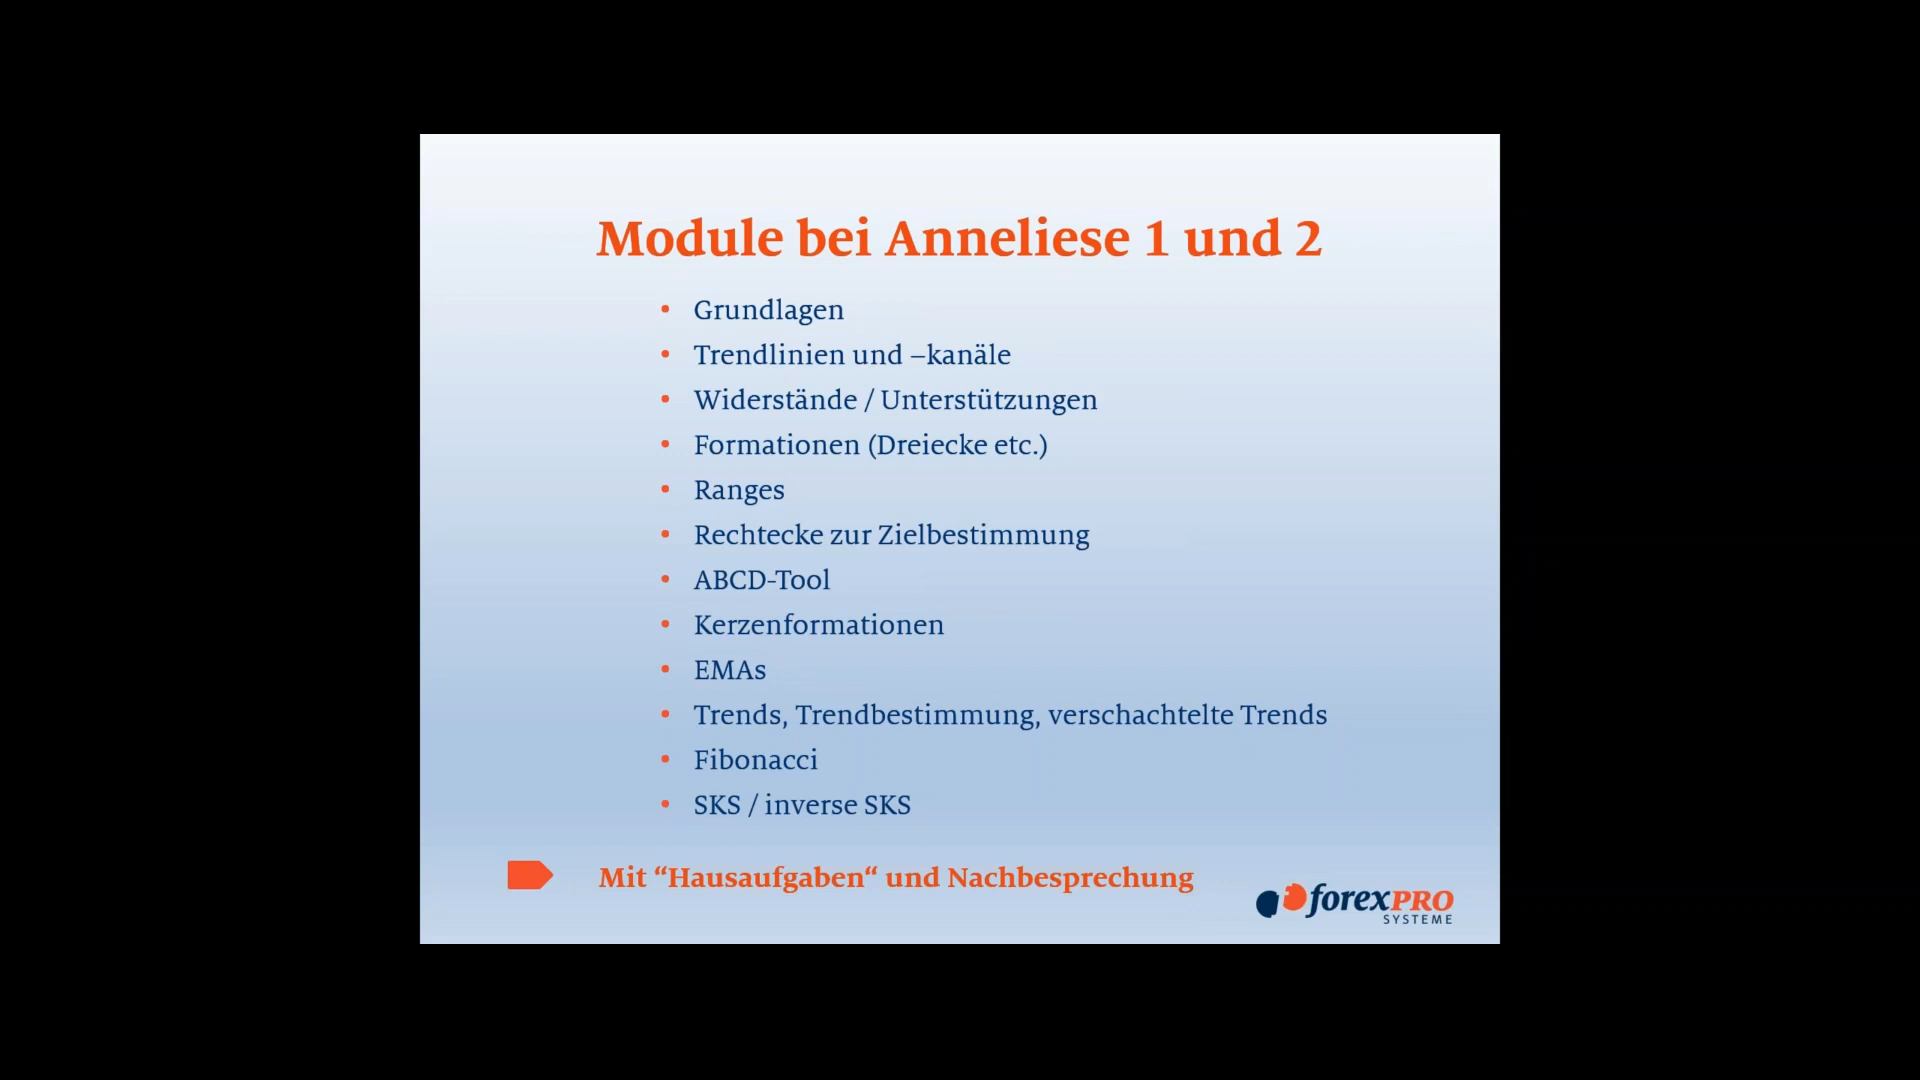 Module bei Anneliese 1 und 2
• Grundlagen
• Trendlinien und –kanäle
• Widerstände / Unterstützungen
• Formationen (Dreiecke etc.)
• Ranges
• Rechtecke zur Zielbestimmung
• ABCD-Tool
• Kerzenformationen
• EMAs
• Trends, Trendbestimmung, verschachtelte Trends
• Fibonacci
• SKS / inverse SKS
Mit “Hausaufgaben“ und Nachbesprechung
forexPRO
SYSTEME